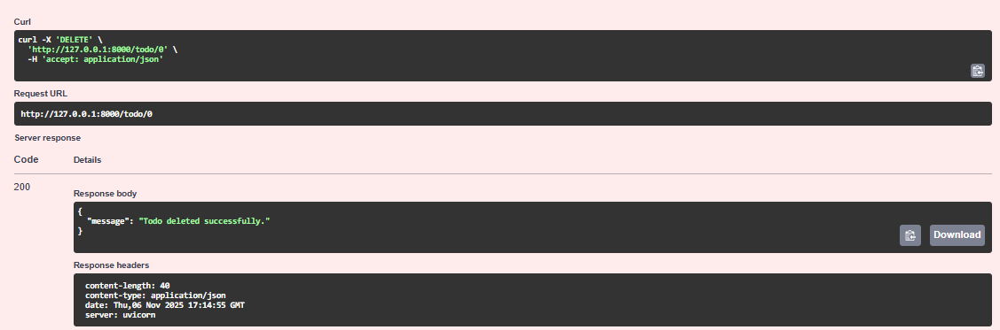 Curl
curl -X 'DELETE' \
  'http://127.0.0.1:8000/todo/0' \
  -H 'accept: application/json'
Request URL
http://127.0.0.1:8000/todo/0
Server response
Code Details
200
Response body
{
  "message": "Todo deleted successfully."
}
Download
Response headers
content-length: 40
content-type: application/json
date: Thu,06 Nov 2025 17:14:55 GMT
server: uvicorn